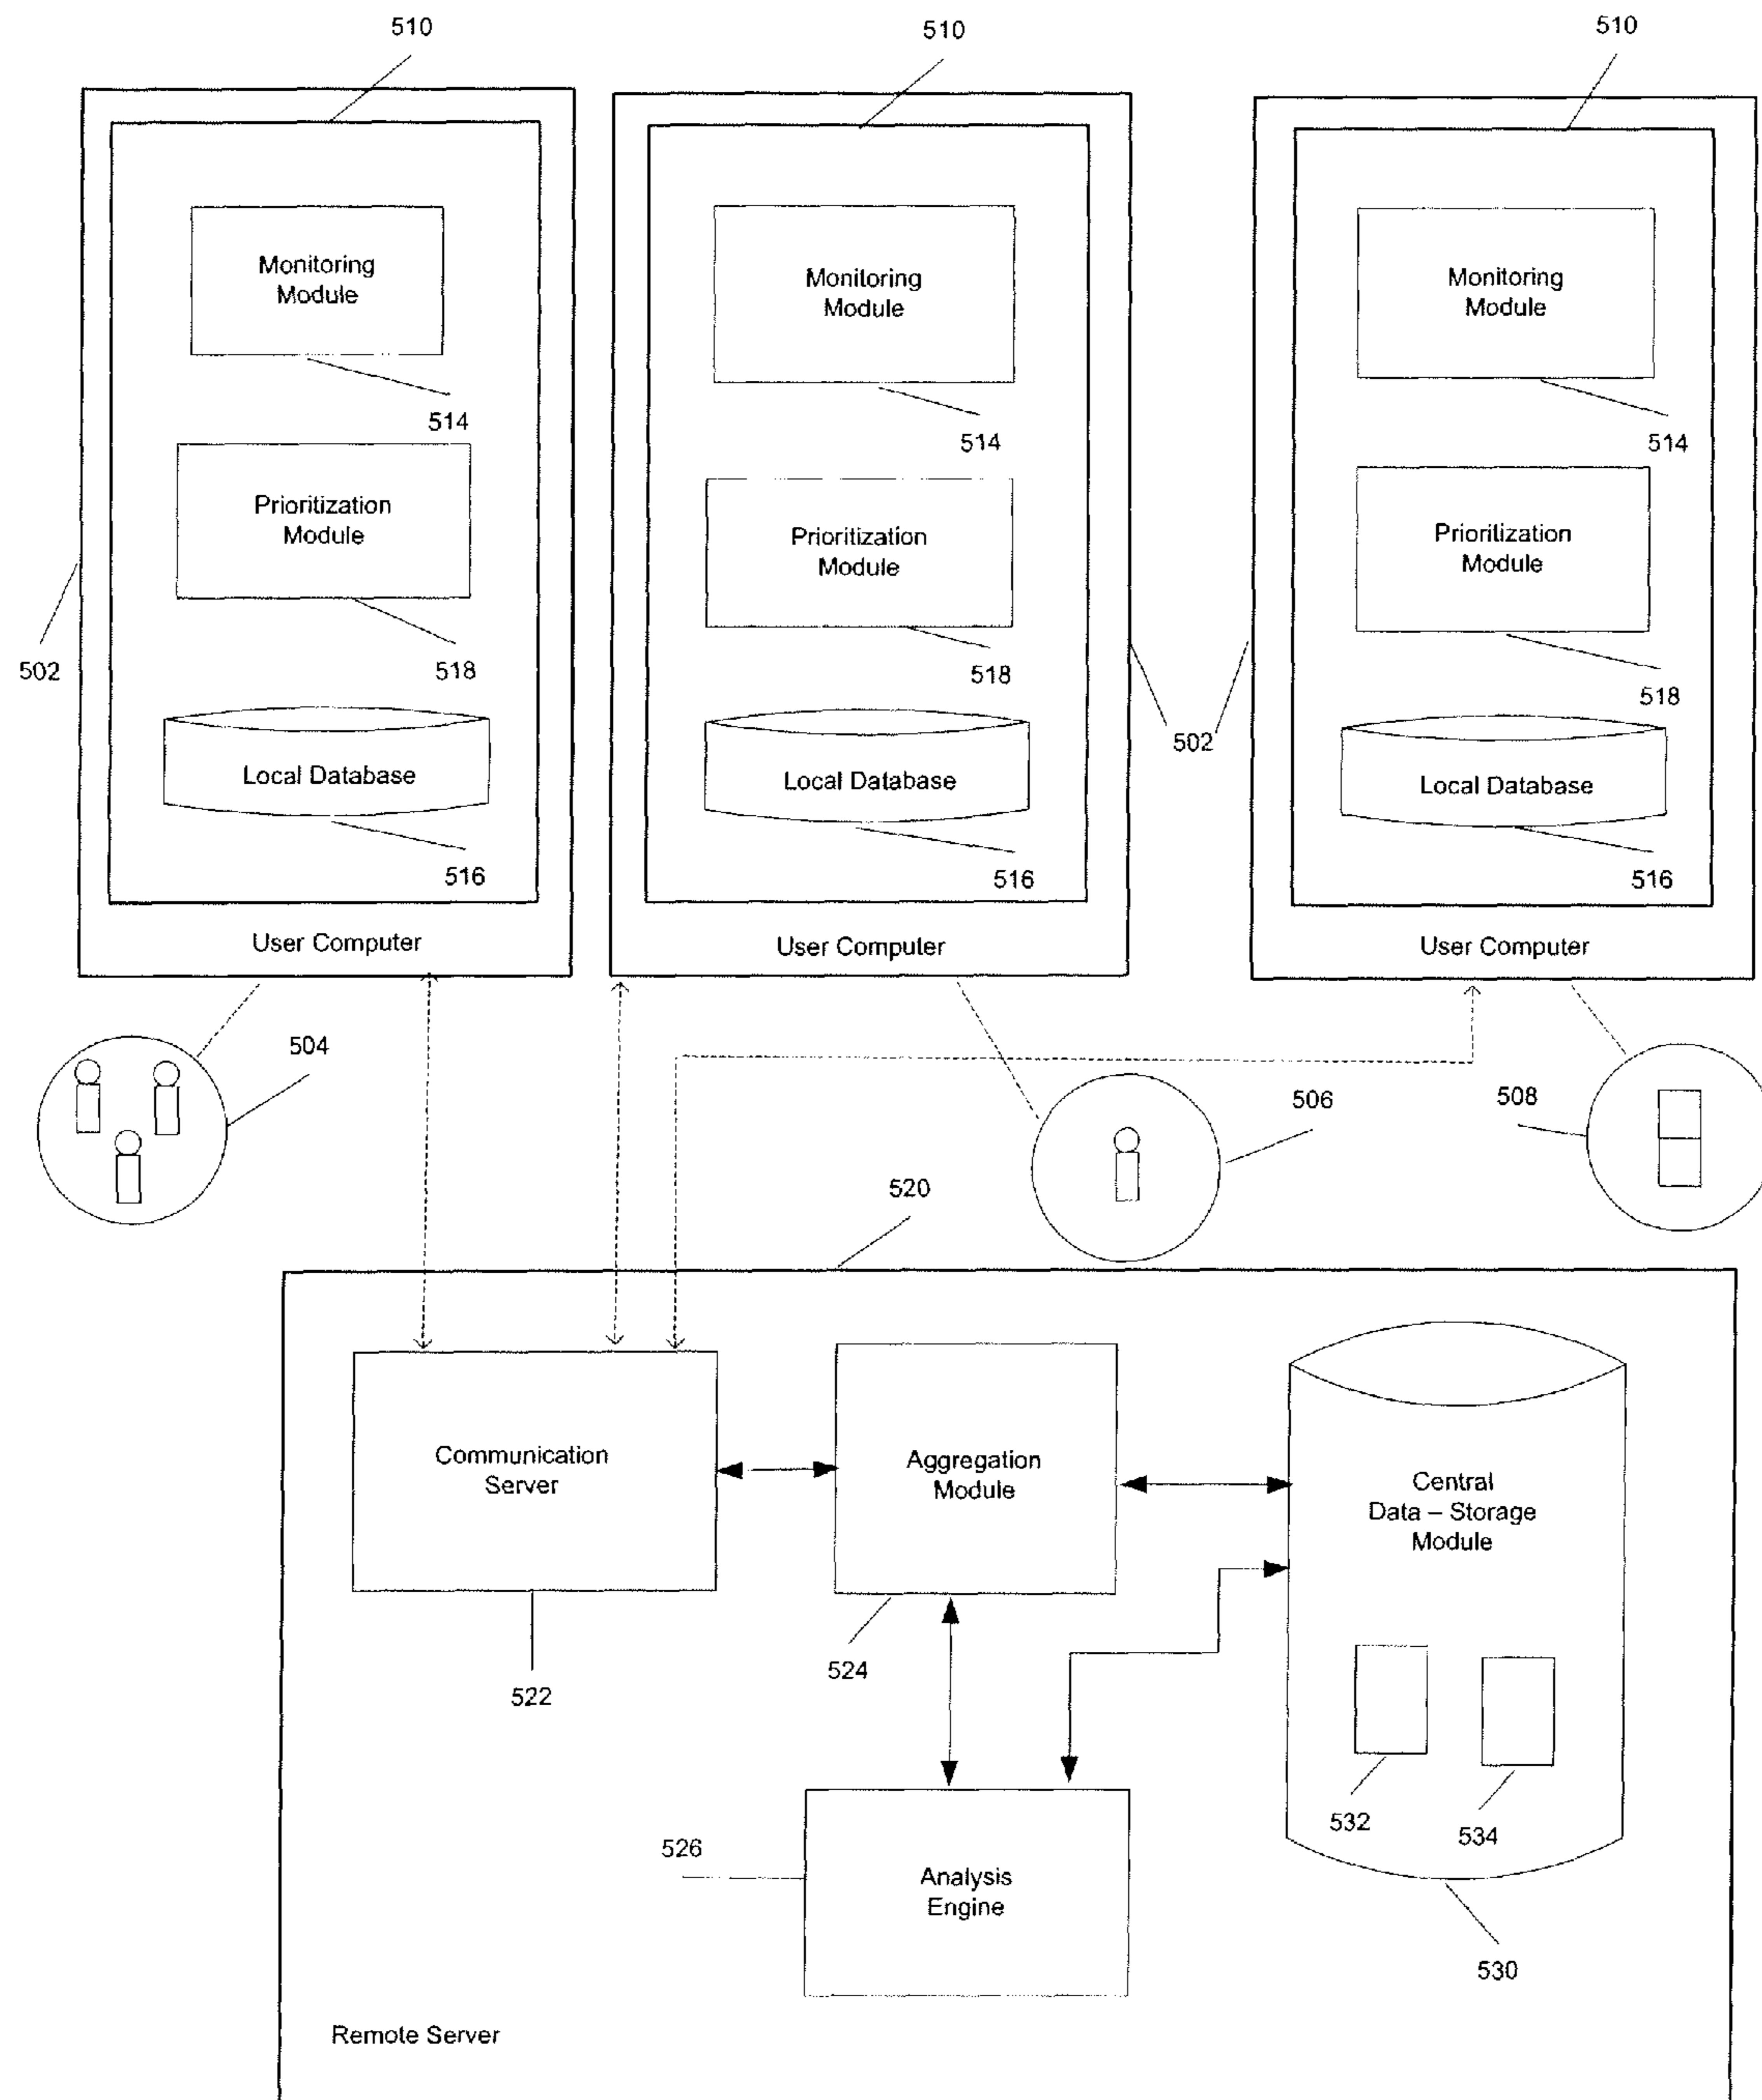 510
510
510
Monitoring
Module
514
Monitoring
Module
514
Monitoring
Module
514
Prioritization
Module
518
Prioritization
Module
518
Prioritization
Module
518
502
502
Local Database
516
Local Database
516
Local Database
516
User Computer
User Computer
User Computer
504
506
508
520
Communication
Server
522
Aggregation
Module
524
Central
Data – Storage
Module
532
534
530
526
Analysis
Engine
Remote Server